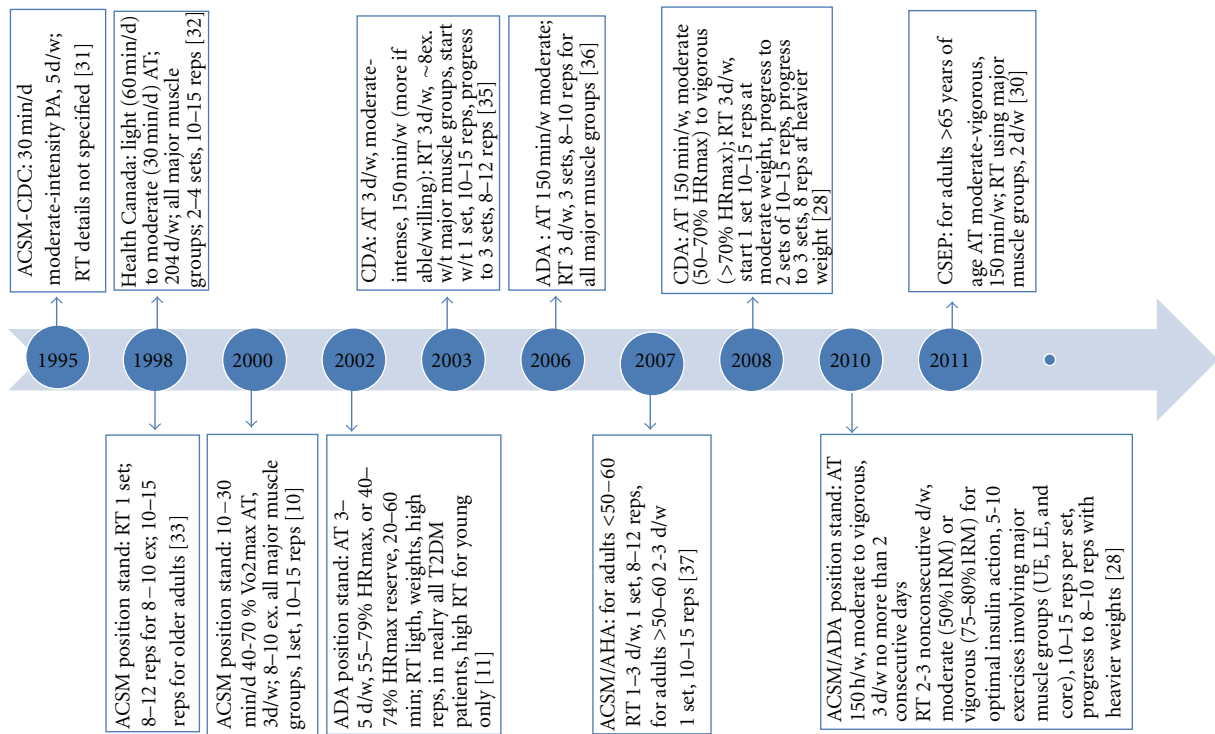 ACSM-CDC: 30 min/d
moderate-intensity PA, 5 d/w;
RT details not specified [31]
Health Canada: light (60 min/d)
to moderate (30 min/d) AT;
204 d/w; all major muscle
groups; 2–4 sets, 10–15 reps [32]
CDA: AT 3 d/w, moderate-
intense, 150 min/w (more if
able/willing): RT 3 d/w, ~8ex.
w/t major muscle groups, start
w/t 1 set, 10–15 reps, progress
to 3 sets, 8–12 reps [35]
ADA : AT 150 min/w moderate;
RT 3 d/w, 3 sets, 8–10 reps for
all major muscle groups [36]
CDA: AT 150 min/w, moderate
(50–70% HRmax) to vigorous
(>70% HRmax); RT 3 d/w,
start 1 set 10–15 reps at
moderate weight, progress to
2 sets of 10–15 reps, progress
to 3 sets, 8 reps at heavier
weight [28]
CSEP: for adults >65 years of
age AT moderate-vigorous,
150 min/w; RT using major
muscle groups, 2 d/w [30]
1995
1998
2000
2002
2003
2006
2007
2008
2010
2011
ACSM position stand: RT 1 set;
8–12 reps for 8–10 ex; 10–15
reps for older adults [33]
ACSM position stand: 10–30
min/d 40-70 % Vo2max AT,
3d/w; 8–10 ex. all major muscle
groups, 1set, 10–15 reps [10]
ADA position stand: AT 3–
5 d/w, 55–79% HRmax, or 40–
74% HRmax reserve, 20–60
min; RT ligth, weights, high
reps, in nealry all T2DM
patients, high RT for young
only [11]
ACSM/AHA: for adults <50–60
RT 1–3 d/w, 1 set, 8–12 reps,
for adults >50–60 2-3 d/w
1 set, 10–15 reps [37]
ACSM/ADA position stand: AT
150 h/w, moderate to vigorous,
3 d/w no more than 2
consecutive days
RT 2-3 nonconsecutive d/w,
moderate (50%1RM) or
vigorous (75–80%1RM) for
optimal insulin action, 5-10
exercises involving major
muscle groups (UE, LE, and
core), 10–15 reps per set,
progress to 8–10 reps with
heavier weights [28]